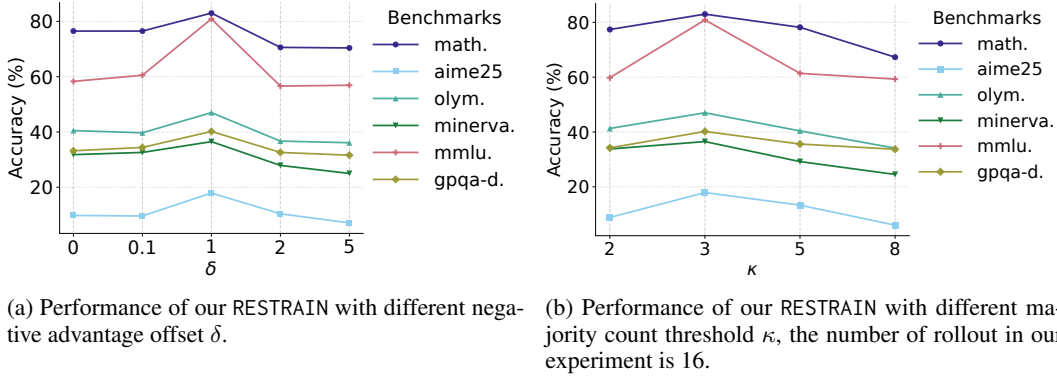 Benchmarks
math.
aime25
olym.
minerva.
mmlu.
gpqa-d.
Accuracy (%)
80
60
40
20
0 0.1 1 2 5
δ
Benchmarks
math.
aime25
olym.
minerva.
mmlu.
gpqa-d.
Accuracy (%)
80
60
40
20
2 3 5 8
κ
(a) Performance of our RESTRAIN with different nega-
tive advantage offset δ.
(b) Performance of our RESTRAIN with different ma-
jority count threshold κ, the number of rollout in our
experiment is 16.